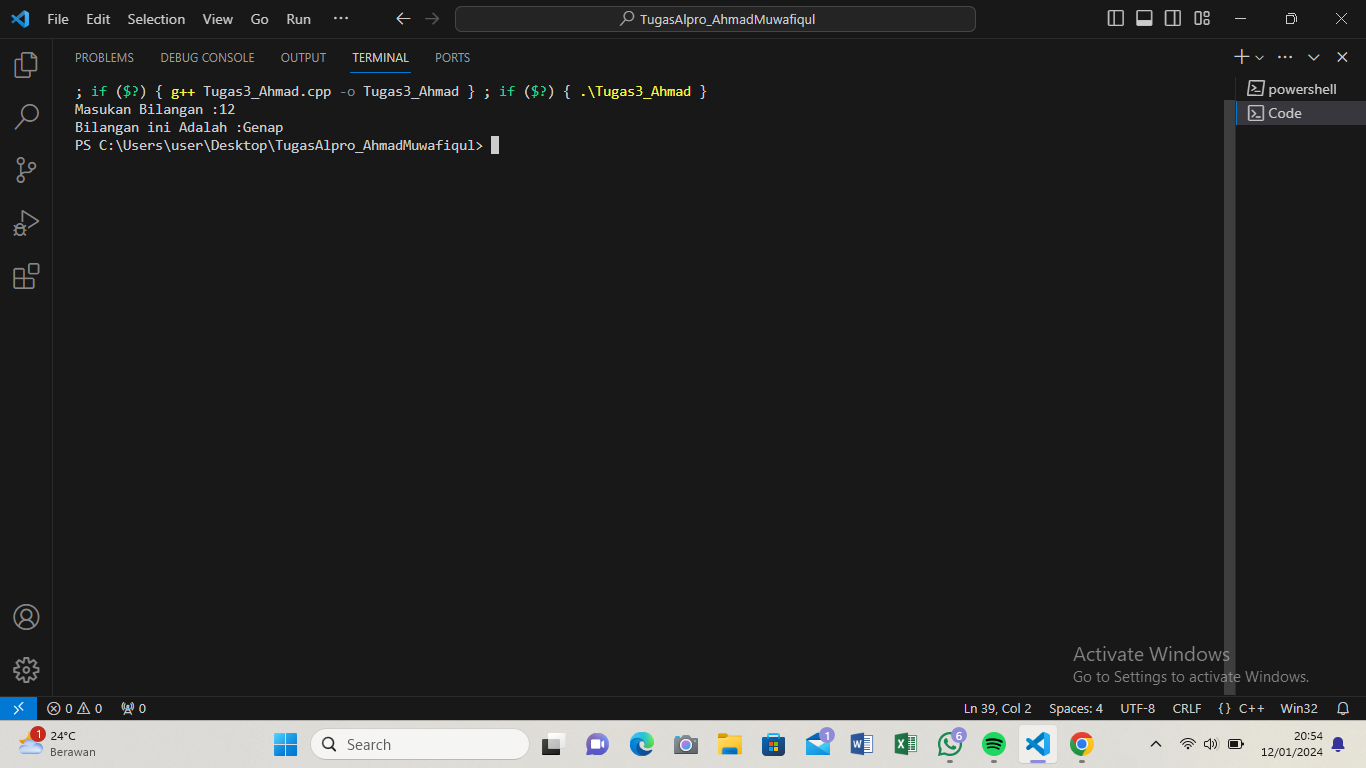 File Edit Selection View Go Run ··· TugasAlpro_AhmadMuwafiqul
PROBLEMS DEBUG CONSOLE OUTPUT TERMINAL PORTS
; if ($?) { g++ Tugas3_Ahmad.cpp -o Tugas3_Ahmad } ; if ($?) { .\Tugas3_Ahmad }
Masukan Bilangan :12
Bilangan ini Adalah :Genap
PS C:\Users\user\Desktop\TugasAlpro_AhmadMuwafiqul>
powershell
Code
Activate Windows
Go to Settings to activate Windows.
0 0 0 Ln 39, Col 2 Spaces: 4 UTF-8 CRLF {} C++ Win32
1
24°C
Berawan
Search
1
6
20:54
12/01/2024